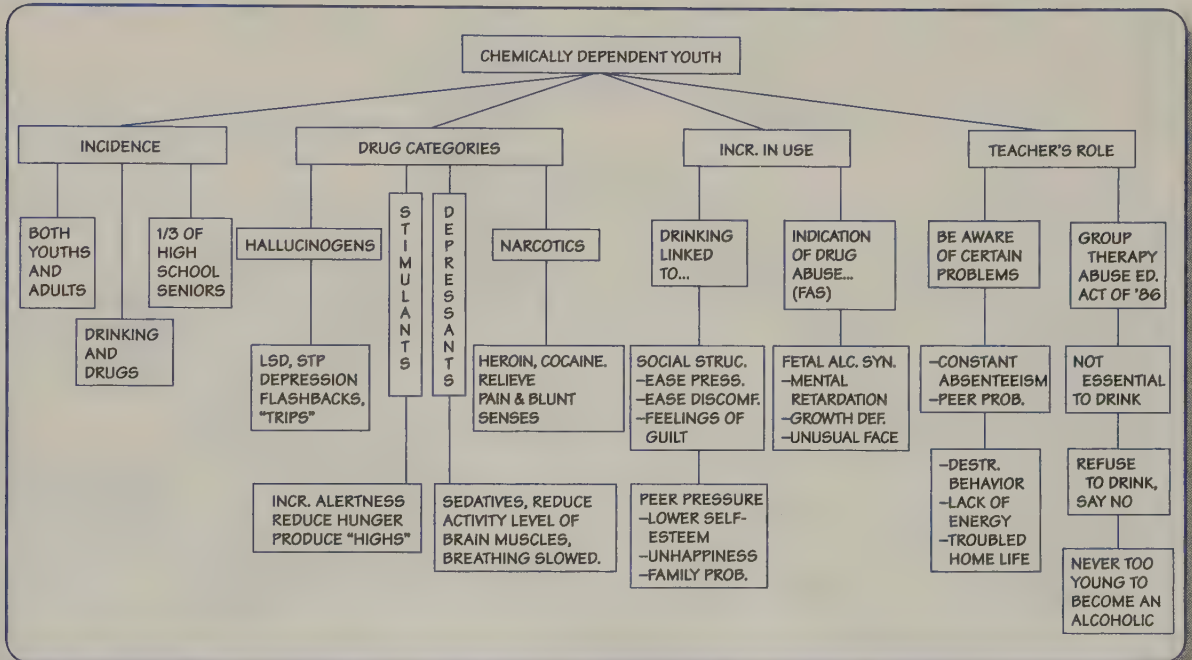 CHEMICALLY DEPENDENT YOUTH
INCIDENCE
BOTH
YOUTHS
AND
ADULTS
DRINKING
AND
DRUGS
1/3 OF
HIGH
SCHOOL
SENIORS
DRUG CATEGORIES
HALLUCINOGENS
LSD, STP
DEPRESSION
FLASHBACKS,
"TRIPS"
STIMULANTS
INCR. ALERTNESS
REDUCE HUNGER
PRODUCE "HIGHS"
DEPRESSANTS
SEDATIVES, REDUCE
ACTIVITY LEVEL OF
BRAIN MUSCLES,
BREATHING SLOWED.
NARCOTICS
HEROIN, COCAINE.
RELIEVE
PAIN & BLUNT
SENSES
INCR. IN USE
DRINKING
LINKED
TO...
SOCIAL STRUC.
–EASE PRESS.
–EASE DISCOMF.
–FEELINGS OF
GUILT
PEER PRESSURE
–LOWER SELF-
ESTEEM
–UNHAPPINESS
–FAMILY PROB.
INDICATION
OF DRUG
ABUSE...
(FAS)
FETAL ALC. SYN.
–MENTAL
RETARDATION
–GROWTH DEF.
–UNUSUAL FACE
TEACHER'S ROLE
BE AWARE
OF CERTAIN
PROBLEMS
–CONSTANT
ABSENTEEISM
–PEER PROB.
–DESTR.
BEHAVIOR
–LACK OF
ENERGY
–TROUBLED
HOME LIFE
GROUP
THERAPY
ABUSE ED.
ACT OF '86
NOT
ESSENTIAL
TO DRINK
REFUSE
TO DRINK,
SAY NO
NEVER TOO
YOUNG TO
BECOME AN
ALCOHOLIC